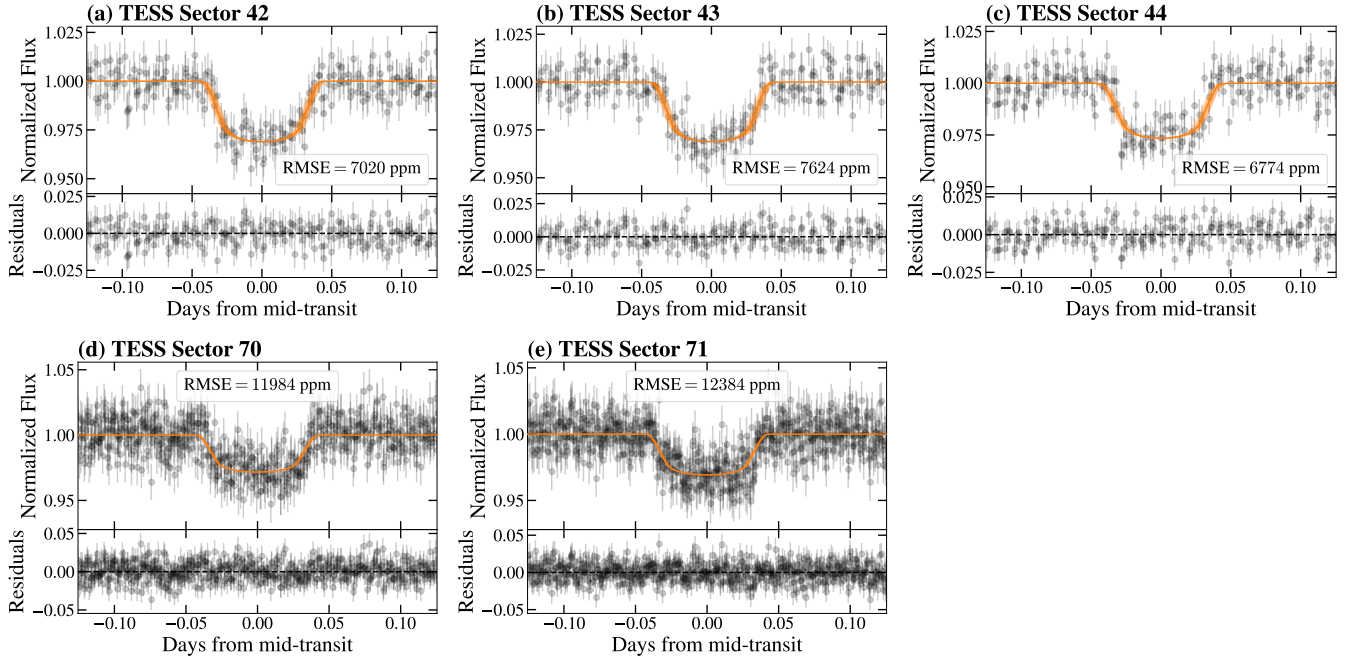 (a) TESS Sector 42
1.025
1.000
0.975
0.950
Normalized Flux
RMSE = 7020 ppm
0.025
0.000
−0.025
Residuals
−0.10 −0.05 0.00 0.05 0.10
Days from mid-transit
(b) TESS Sector 43
1.025
1.000
0.975
0.950
Normalized Flux
RMSE = 7624 ppm
0.025
0.000
−0.025
Residuals
−0.10 −0.05 0.00 0.05 0.10
Days from mid-transit
(c) TESS Sector 44
1.025
1.000
0.975
0.950
Normalized Flux
RMSE = 6774 ppm
0.025
0.000
−0.025
Residuals
−0.10 −0.05 0.00 0.05 0.10
Days from mid-transit
(d) TESS Sector 70
1.05
1.00
0.95
Normalized Flux
RMSE = 11984 ppm
0.05
0.00
−0.05
Residuals
−0.10 −0.05 0.00 0.05 0.10
Days from mid-transit
(e) TESS Sector 71
1.05
1.00
0.95
Normalized Flux
RMSE = 12384 ppm
0.05
0.00
−0.05
Residuals
−0.10 −0.05 0.00 0.05 0.10
Days from mid-transit